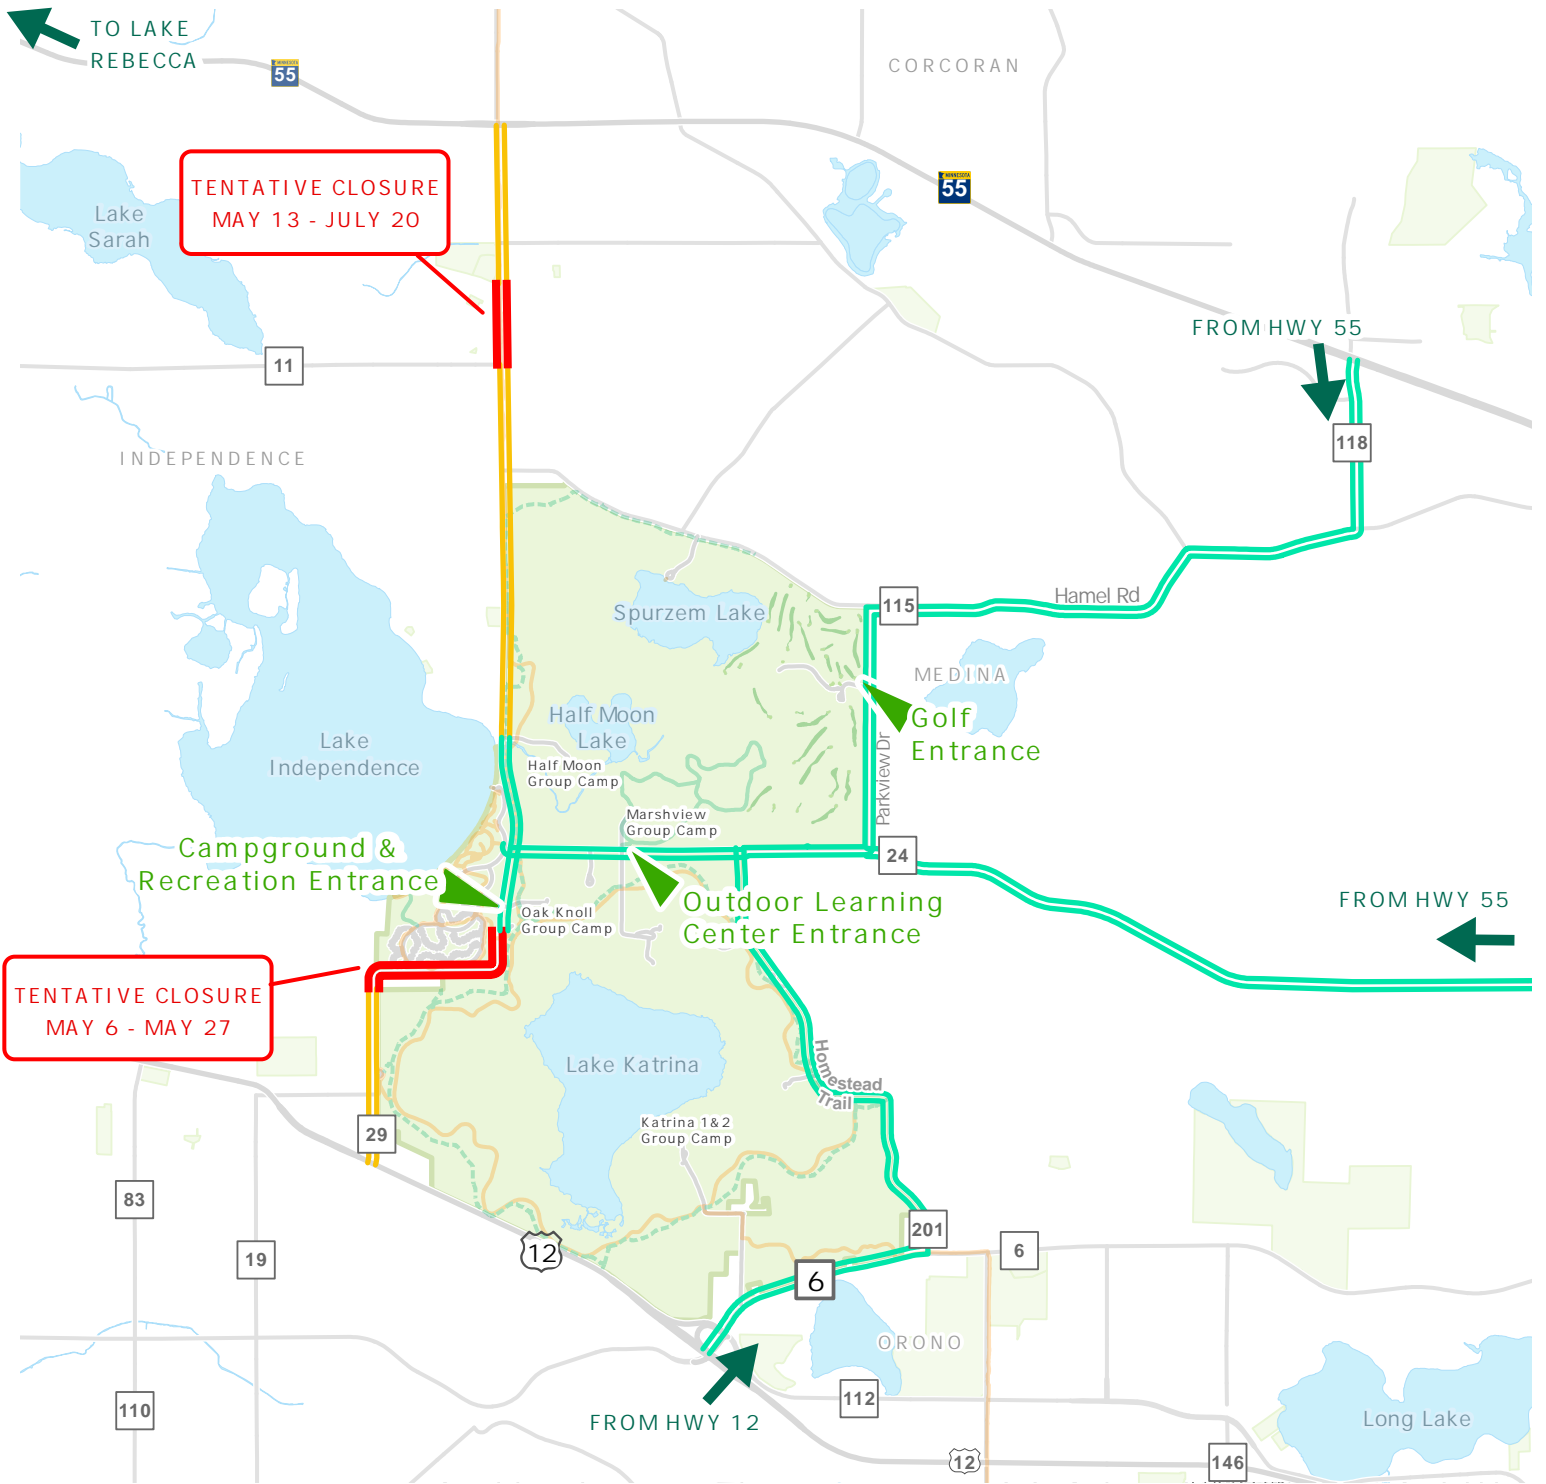 TO LAKE
REBECCA
MINNESOTA
55
CORCORAN
TENTATIVE CLOSURE
MAY 13 - JULY 20
MINNESOTA
55
Lake
Sarah
FROM HWY 55
11
118
INDEPENDENCE
Hamel Rd
115
Spurzem Lake
MEDINA
Half Moon
Lake
Golf
Entrance
Lake
Independence
Half Moon
Group Camp
Parkview Dr
Marshview
Group Camp
Campground &
Recreation Entrance
24
Outdoor Learning
Center Entrance
FROM HWY 55
Oak Knoll
Group Camp
TENTATIVE CLOSURE
MAY 6 - MAY 27
Lake Katrina
Homestead
Trail
Katrina 1&2
Group Camp
29
83
201
19
12
6
6
ORONO
110
112
FROM HWY 12
Long Lake
12
146